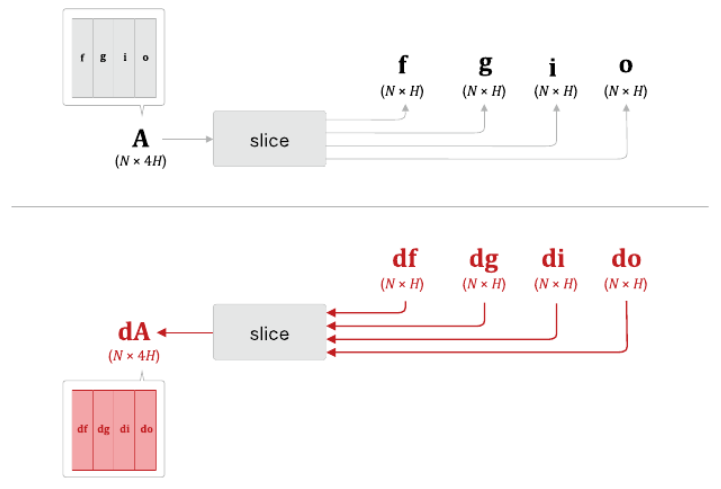 f g i o
f g i o
(N × H) (N × H) (N × H) (N × H)
A
(N × 4H)
slice
df dg di do
(N × H) (N × H) (N × H) (N × H)
dA
(N × 4H)
slice
df dg di do